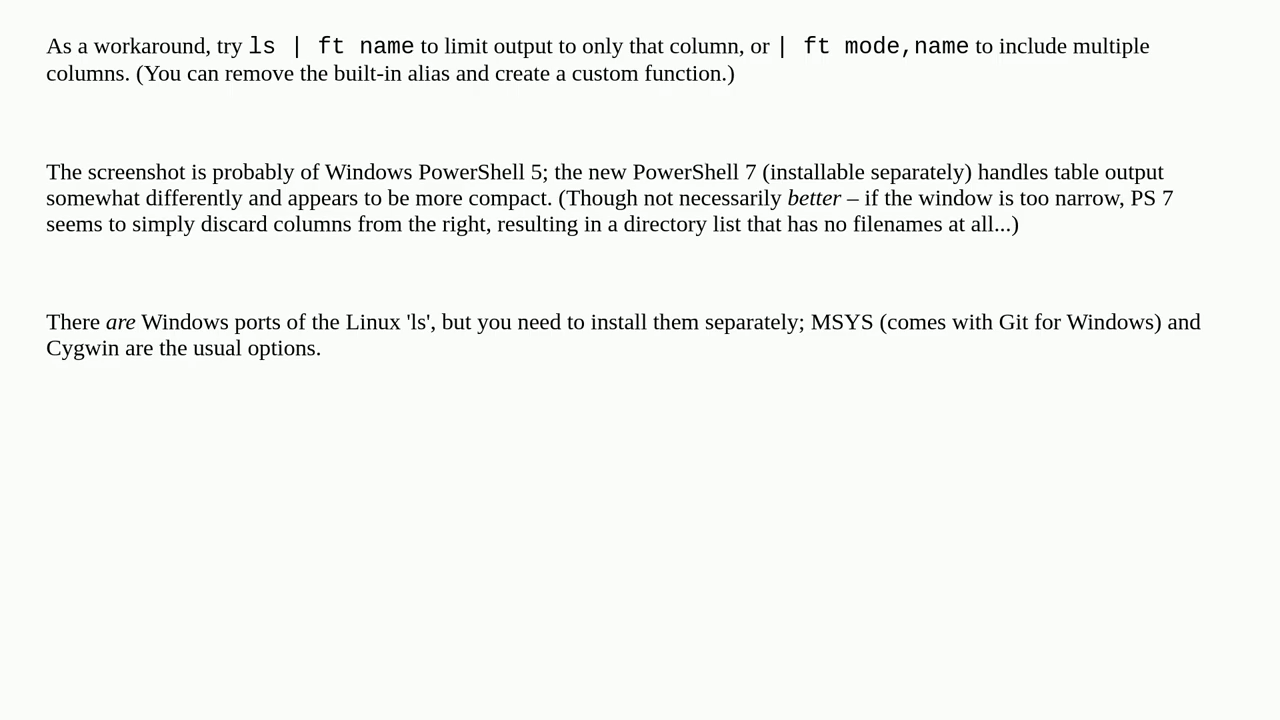 As a workaround, try ls | ft name to limit output to only that column, or | ft mode,name to include multiple
columns. (You can remove the built-in alias and create a custom function.)
The screenshot is probably of Windows PowerShell 5; the new PowerShell 7 (installable separately) handles table output
somewhat differently and appears to be more compact. (Though not necessarily better – if the window is too narrow, PS 7
seems to simply discard columns from the right, resulting in a directory list that has no filenames at all...)
There are Windows ports of the Linux 'ls', but you need to install them separately; MSYS (comes with Git for Windows) and
Cygwin are the usual options.